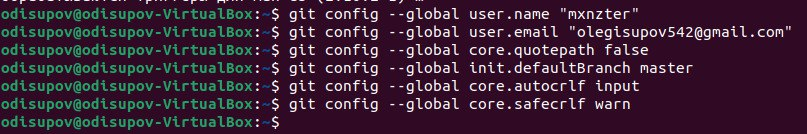 odisupov@odisupov-VirtualBox:~$ git config --global user.name "mxnzter"
odisupov@odisupov-VirtualBox:~$ git config --global user.email "olegisupov542@gmail.com"
odisupov@odisupov-VirtualBox:~$ git config --global core.quotepath false
odisupov@odisupov-VirtualBox:~$ git config --global init.defaultBranch master
odisupov@odisupov-VirtualBox:~$ git config --global core.autocrlf input
odisupov@odisupov-VirtualBox:~$ git config --global core.safecrlf warn
odisupov@odisupov-VirtualBox:~$